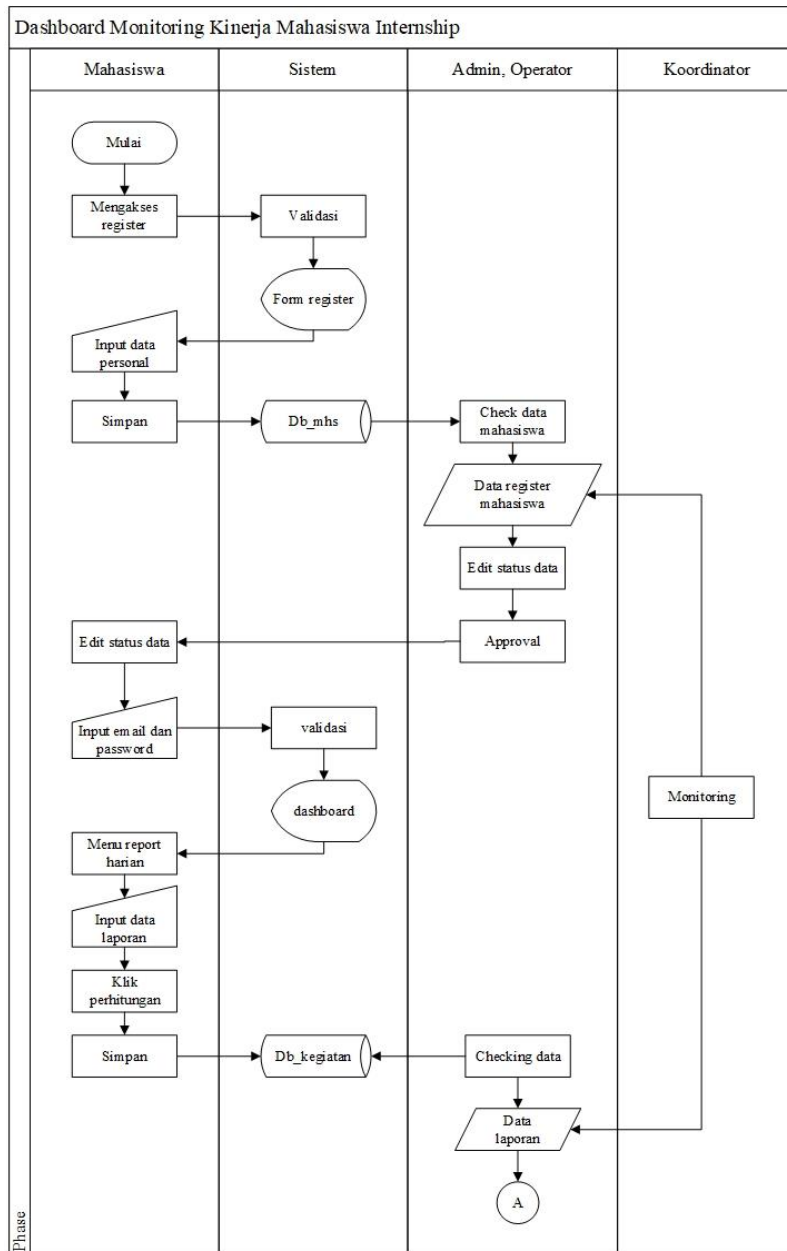 Dashboard Monitoring Kinerja Mahasiswa Internship
Mahasiswa
Sistem
Admin, Operator
Koordinator
Mulai
Mengakses
register
Validasi
Form register
Input data
personal
Simpan
Db_mhs
Check data
mahasiswa
Data register
mahasiswa
Edit status data
Approval
Edit status data
Input email dan
password
validasi
dashboard
Monitoring
Menu report
harian
Input data
laporan
Klik
perhitungan
Simpan
Db_kegiatan
Checking data
Data
laporan
A
Phase